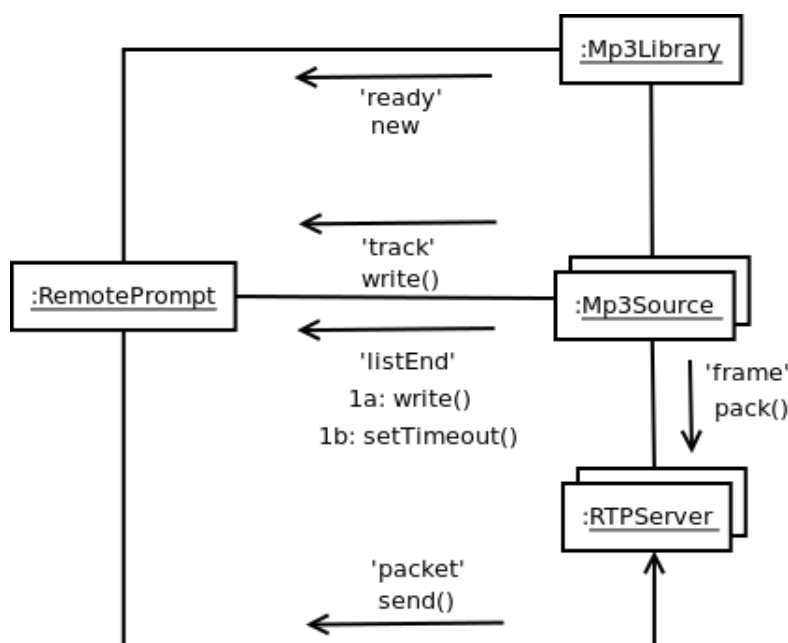 :Mp3Library
'ready'
new
'track'
write()
:RemotePrompt
:Mp3Source
'listEnd'
1a: write()
1b: setTimeout()
'frame'
pack()
:RTPServer
'packet'
send()